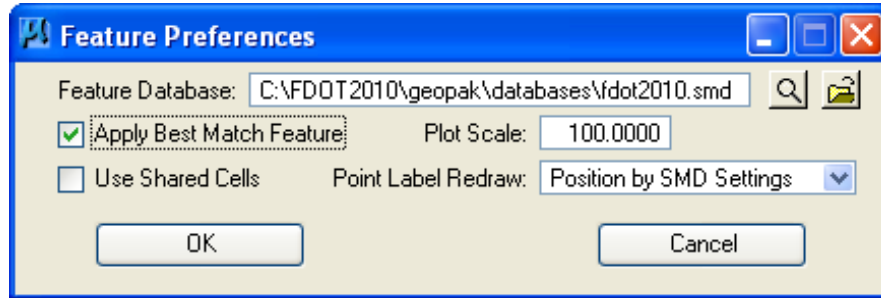 Feature Preferences
Feature Database: C:\FDOT2010\geopak\databases\fdot2010.smd
Apply Best Match Feature Plot Scale: 100.0000
Use Shared Cells Point Label Redraw: Position by SMD Settings
OK Cancel